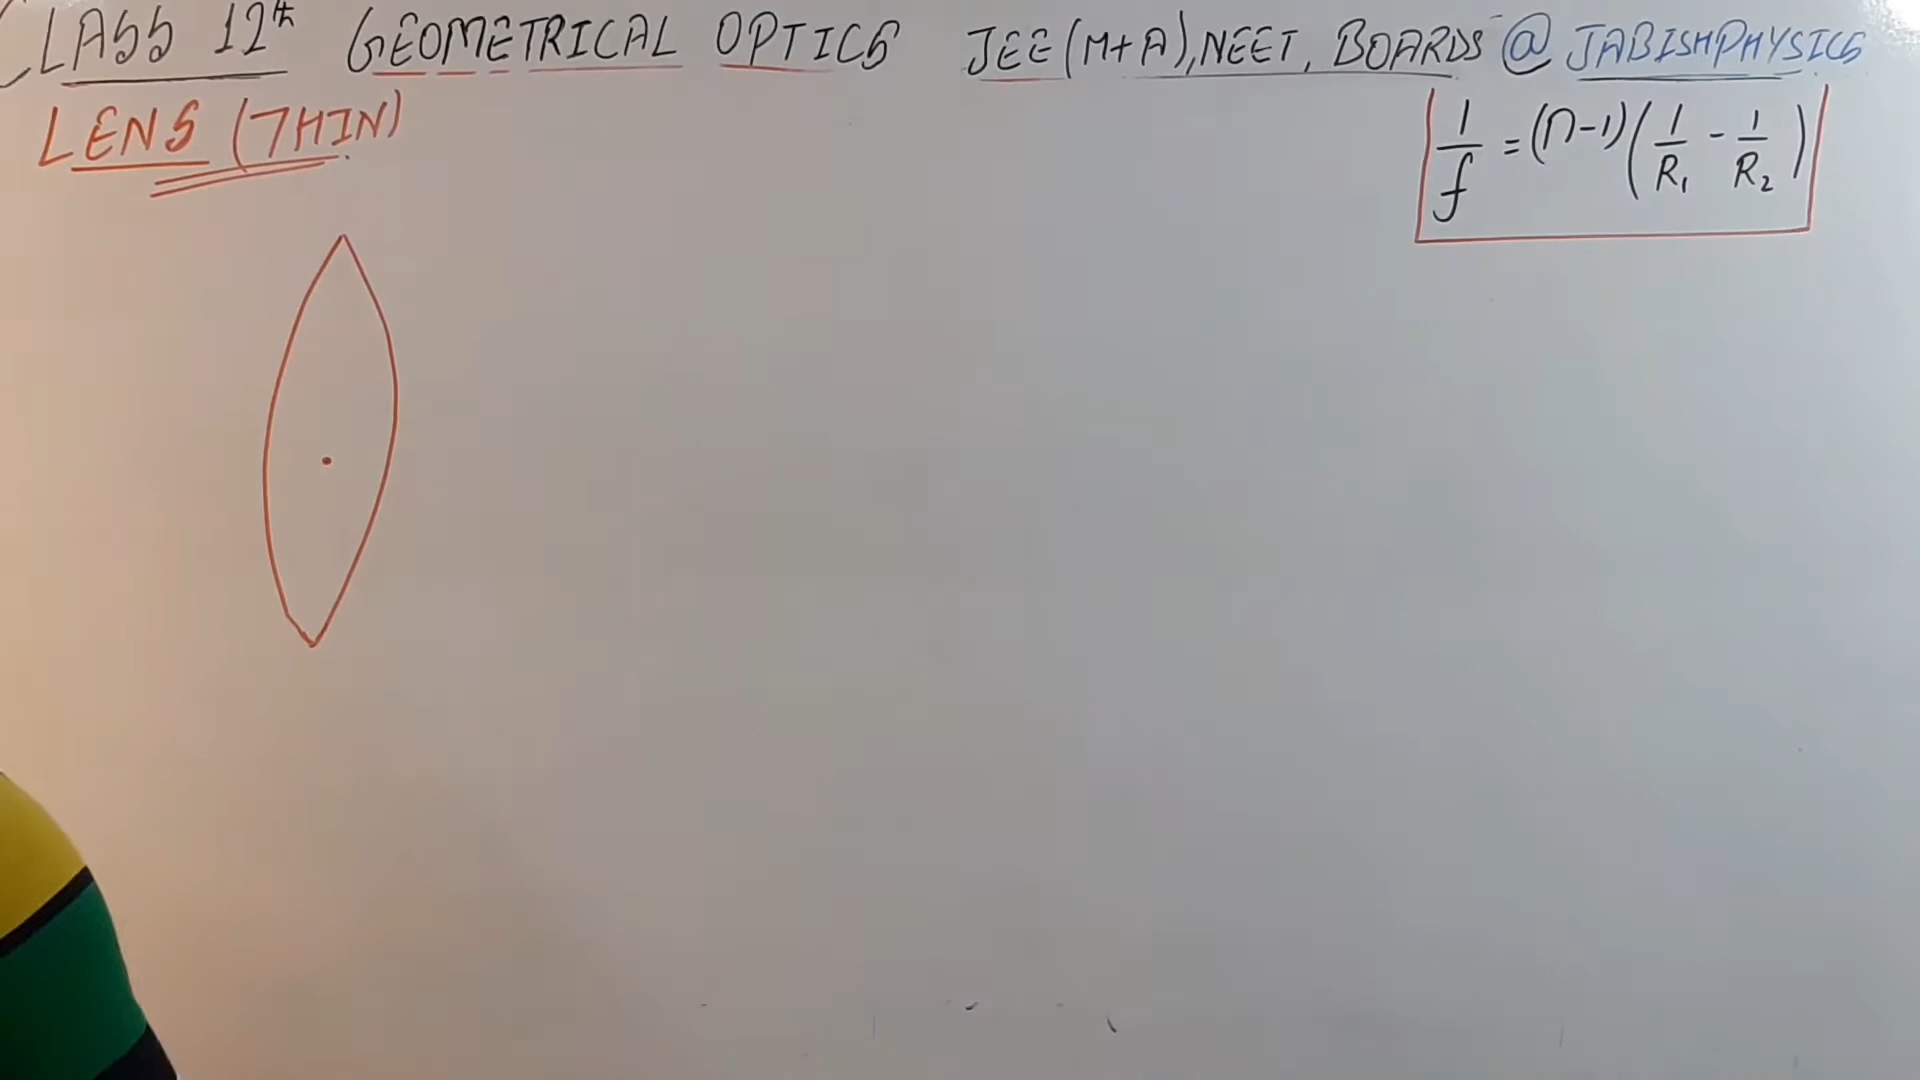 CLASS 12th GEOMETRICAL OPTICS JEE(M+A),NEET, BOARDS @JABISHPHYSICS
LENS (THIN)
1/f = (n-1)(1/R₁ - 1/R₂)